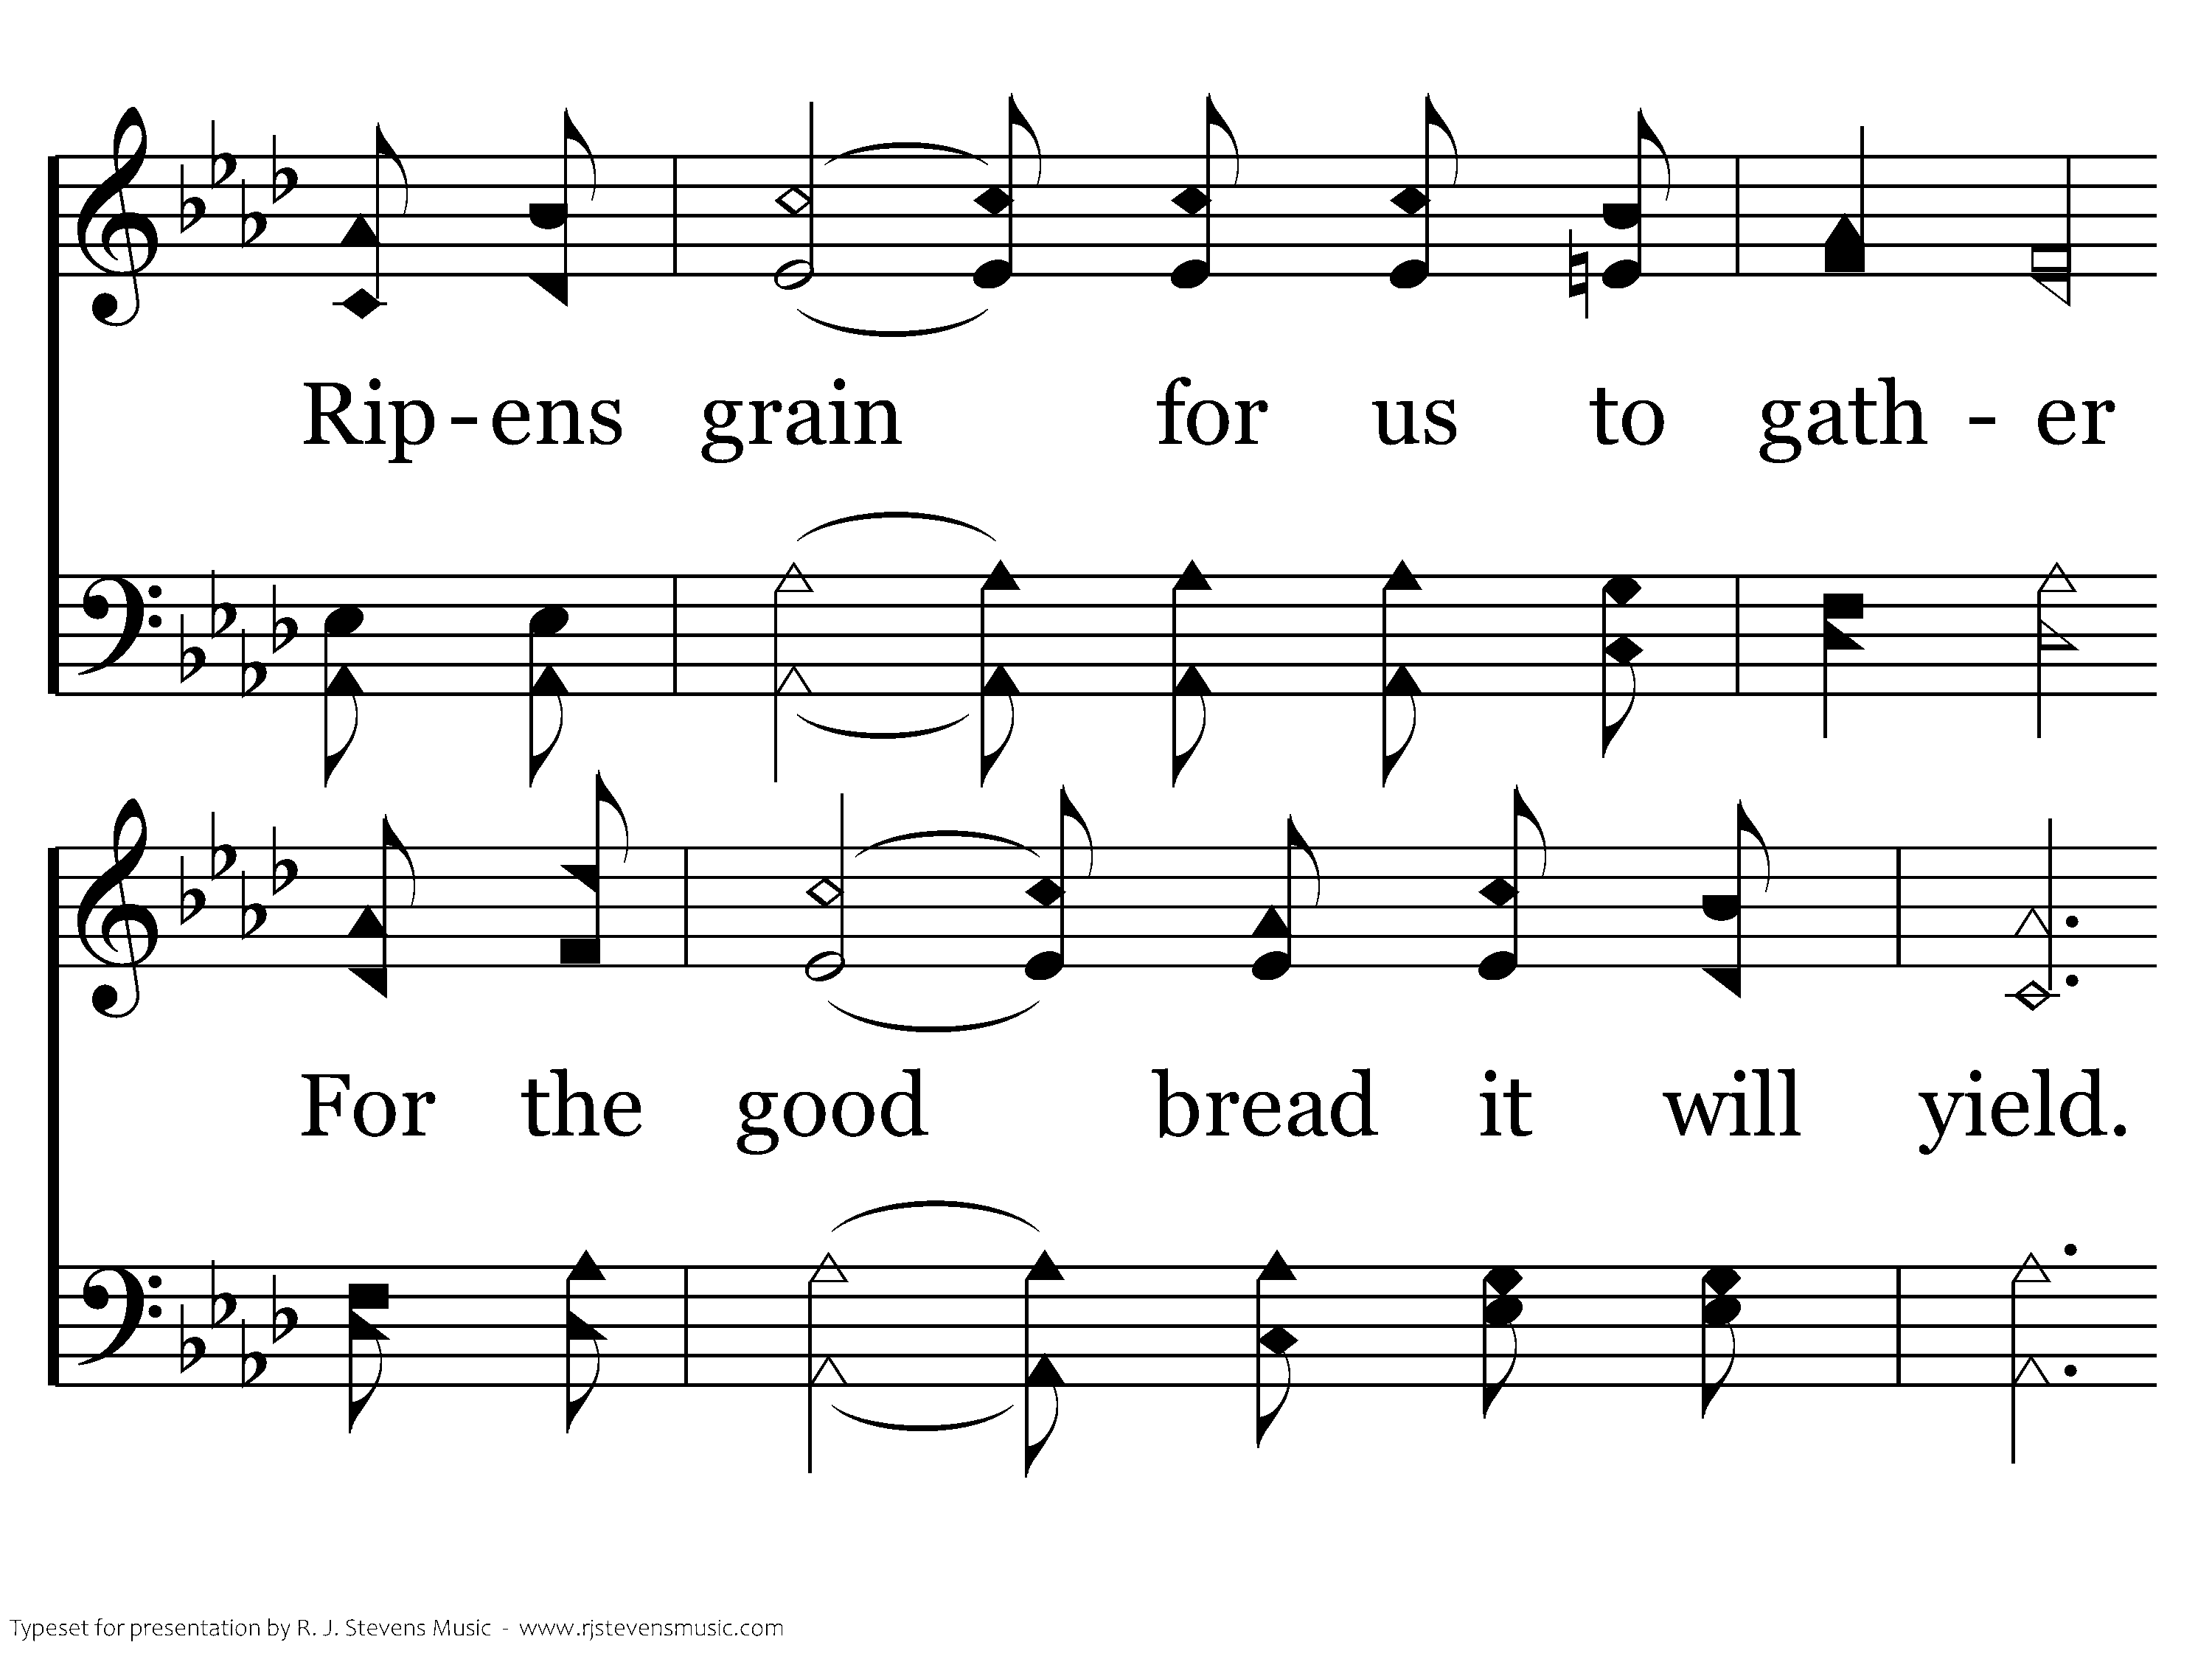 Rip - ens grain for us to gath - er
For the good bread it will yield.
Typeset for presentation by R. J. Stevens Music - www.rjstevensmusic.com